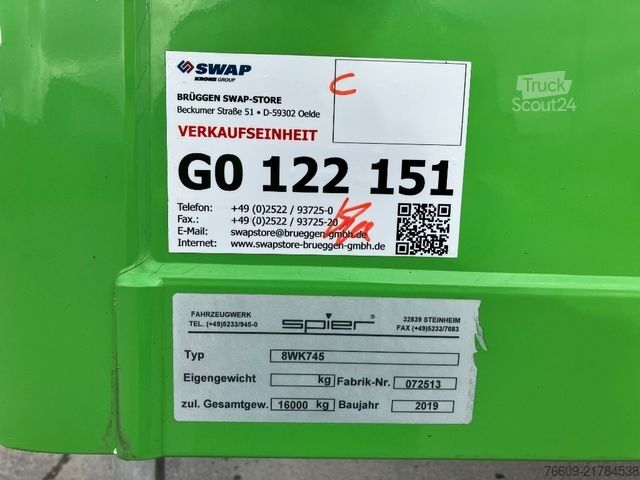 SWAP
KRONE GROUP
C
Truck
Scout24
BRÜGGEN SWAP-STORE
Beckumer Straße 51 • D-59302 Oelde
VERKAUFSEINHEIT
G0 122 151
Telefon: +49 (0)2522 / 93725-0
Fax.: +49 (0)2522 / 93725-20
E-Mail: swapstore@brueggen-gmbh.de
Internet: www.swapstore-brueggen-gmbh.de
FAHRZEUGWERK spier® 32839 STEINHEIM
TEL. (+49)5233/945-0 FAX (+49)5233/7083
Typ 8WK745
Eigengewicht kg Fabrik-Nr. 072513
zul. Gesamtgew. 16000 kg Baujahr 2019
76609-21784538